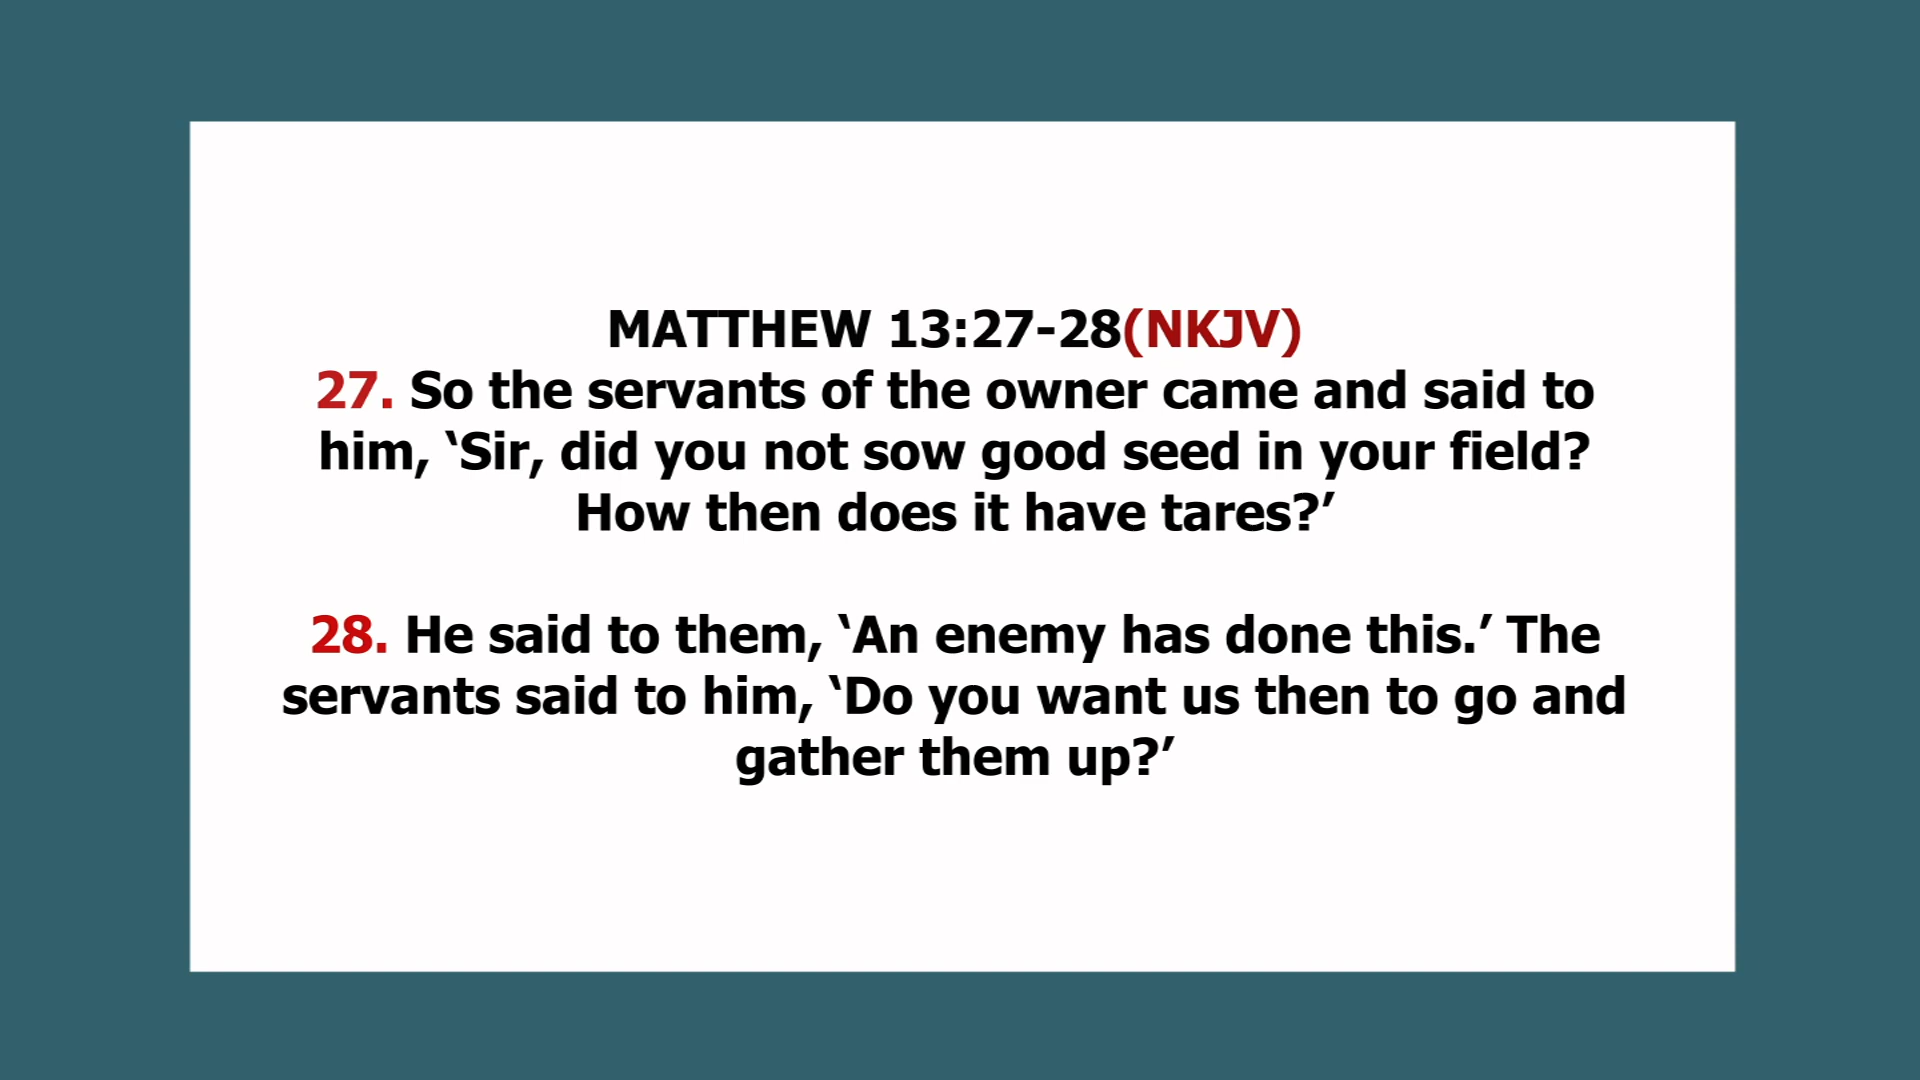 MATTHEW 13:27-28(NKJV)
27. So the servants of the owner came and said to
him, ‘Sir, did you not sow good seed in your field?
How then does it have tares?’
28. He said to them, ‘An enemy has done this.’ The
servants said to him, ‘Do you want us then to go and
gather them up?’